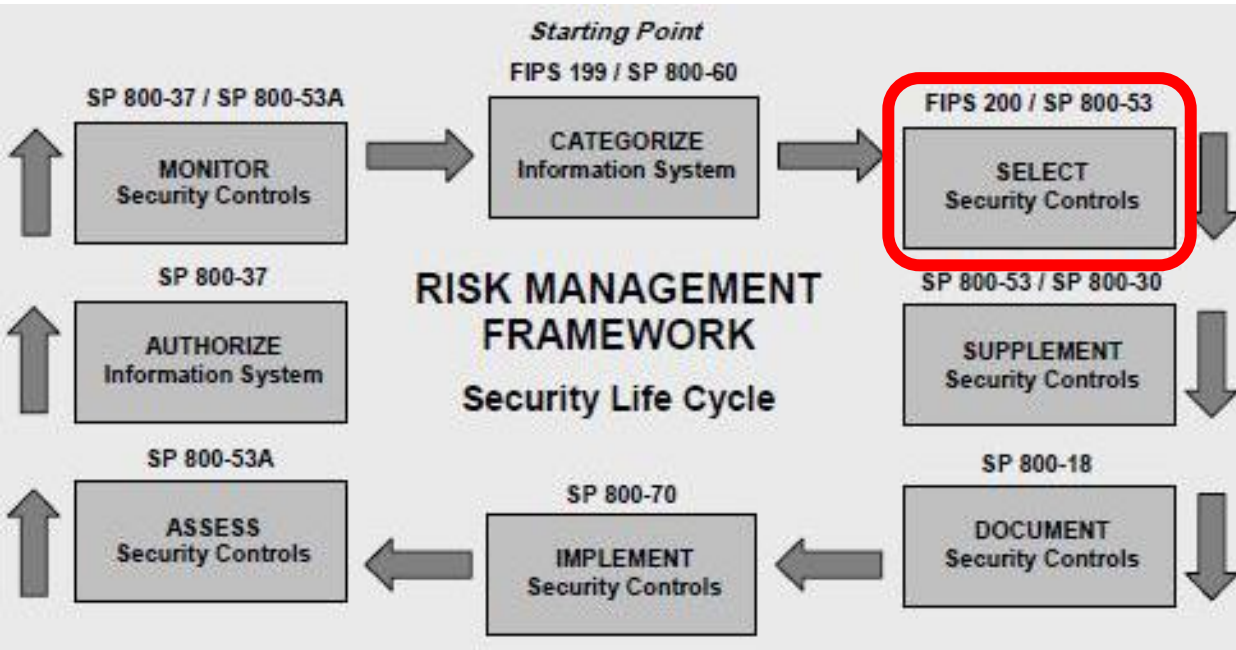 Starting Point
FIPS 199 / SP 800-60
CATEGORIZE
Information System
FIPS 200 / SP 800-53
SELECT
Security Controls
SP 800-53 / SP 800-30
SUPPLEMENT
Security Controls
SP 800-18
DOCUMENT
Security Controls
SP 800-70
IMPLEMENT
Security Controls
SP 800-53A
ASSESS
Security Controls
SP 800-37
AUTHORIZE
Information System
SP 800-37 / SP 800-53A
MONITOR
Security Controls
RISK MANAGEMENT
FRAMEWORK
Security Life Cycle